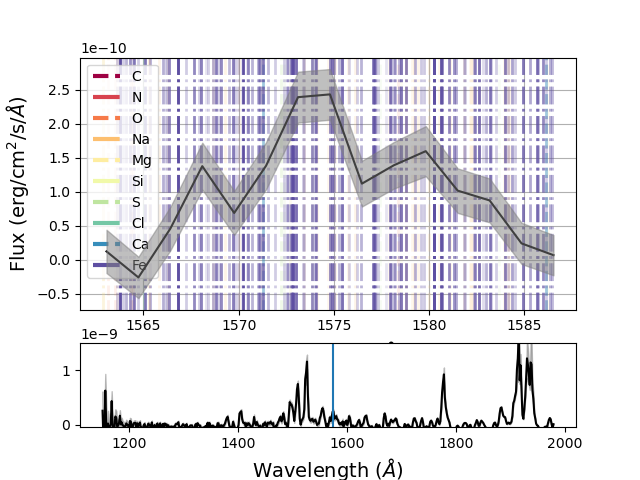 1e−10
Flux (erg/cm²/s/Å)
2.5
2.0
1.5
1.0
0.5
0.0
−0.5
C
N
O
Na
Mg
Si
S
Cl
Ca
Fe
1565 1570 1575 1580 1585
1e−9
1
0
1200 1400 1600 1800 2000
Wavelength (Å)